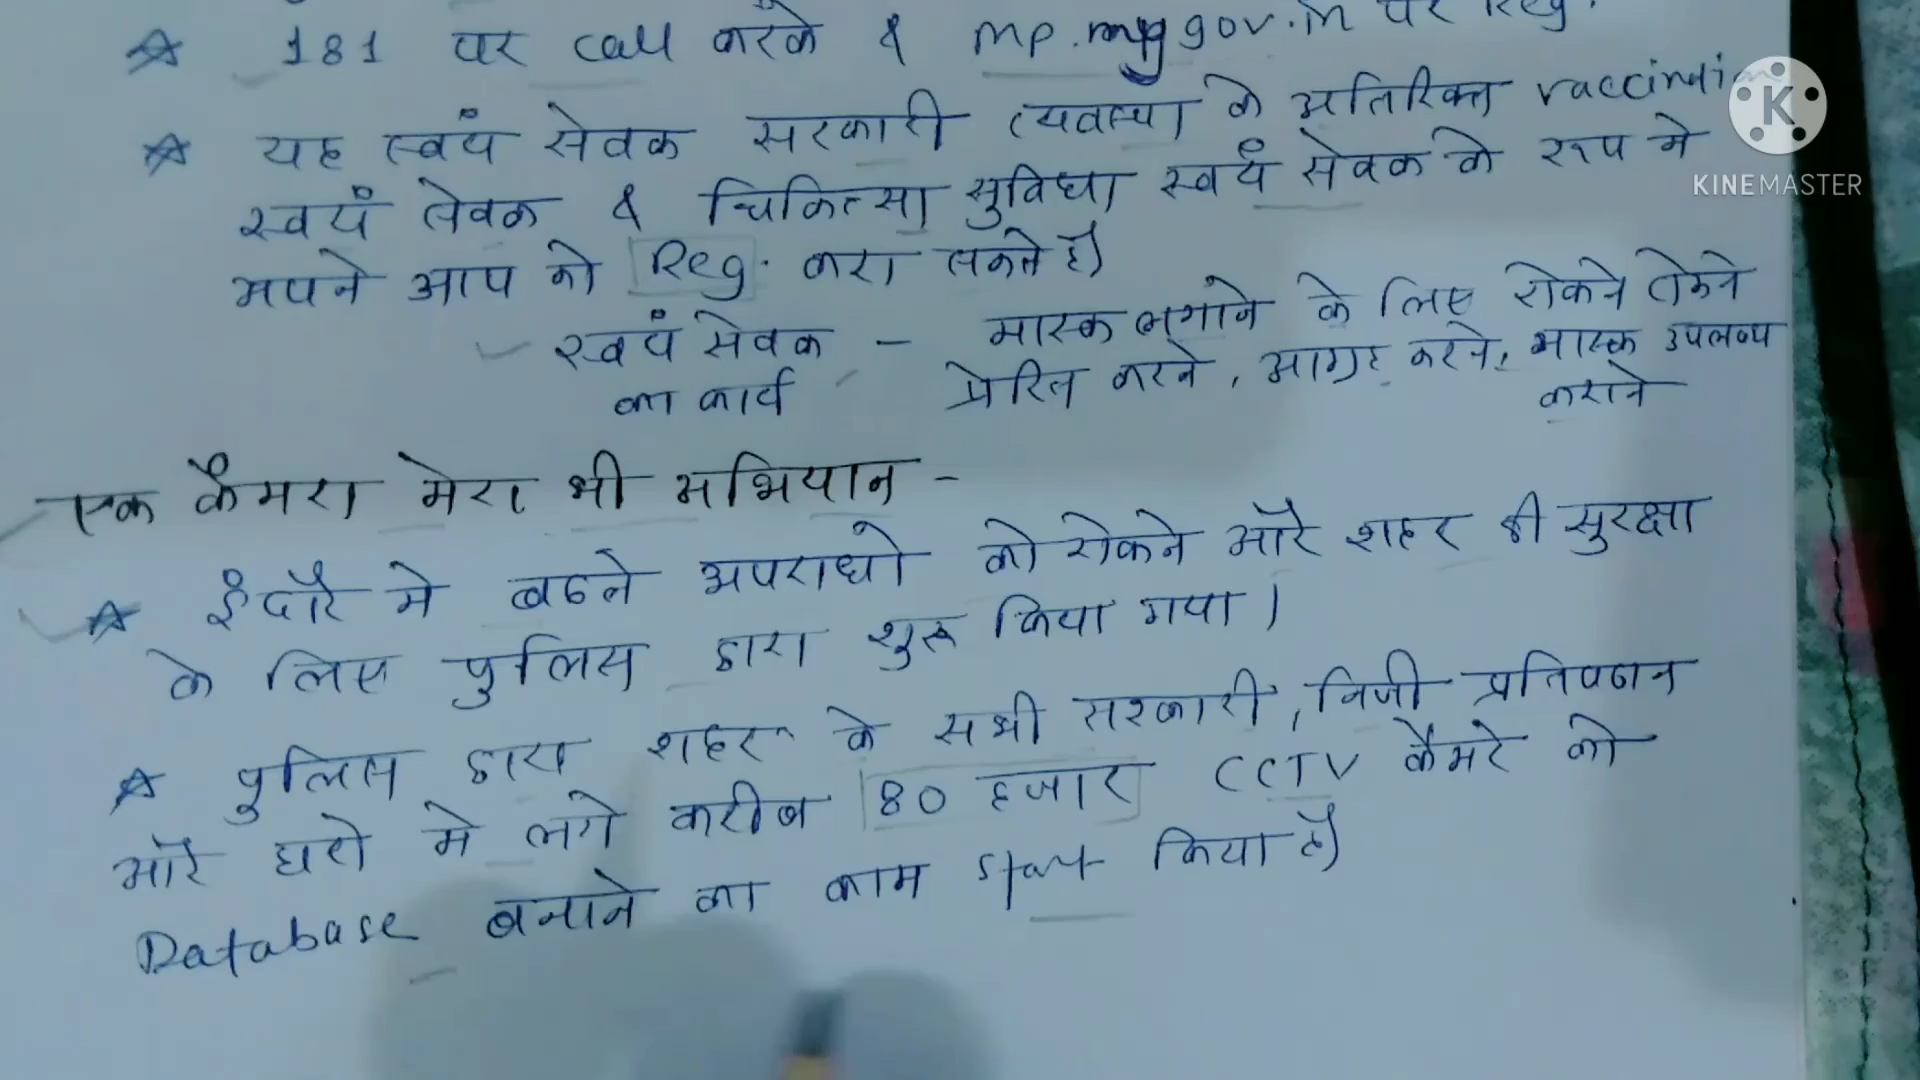 ☆ 181 पर call करके & mp.mygov.in पर Reg.
☆ यह स्वयं सेवक सरकारी व्यवस्था के अतिरिक्त vaccination
स्वयं सेवक & चिकित्सा सुविधा स्वयं सेवक के रूप मे
अपने आप को Reg. करा सकते है।
स्वयं सेवक - मास्क लगाने के लिए रोकने टोकने
का कार्य प्रेरित करने, आग्रह करने, मास्क उपलब्ध
कराने
एक कैमरा मेरा भी अभियान -
☆ इंदौर मे बढते अपराधो को रोकने और शहर की सुरक्षा
के लिए पुलिस द्वारा शुरू किया गया।
☆ पुलिस द्वारा शहर के सभी सरकारी, निजी
और घरो मे लगे करीब 80 हजार CCTV कैमरे को
Database बनाने का काम start किया है।
KINEMASTER